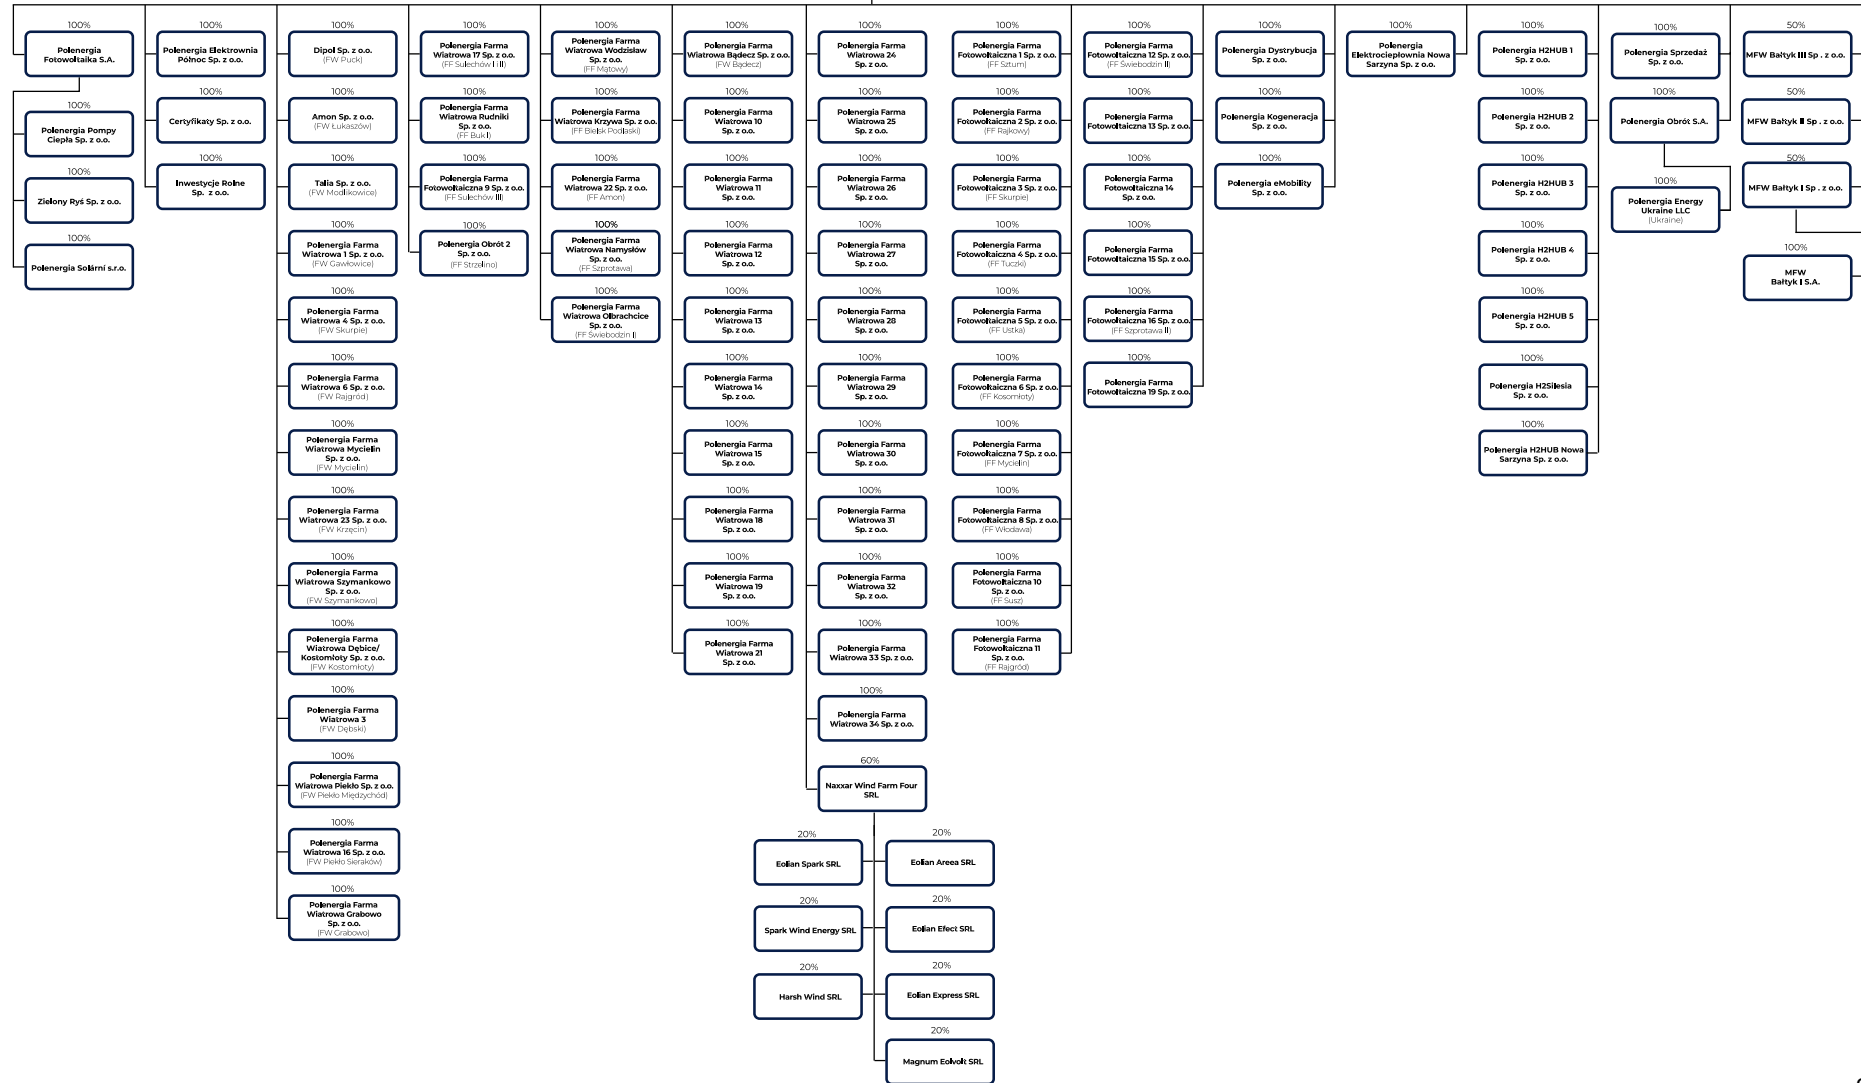 100%
Polenergia
Fotowoltaika S.A.
100%
Polenergia Pompy
Ciepła Sp. z o.o.
100%
Zielony Ryś Sp. z o.o.
100%
Polenergia Solární s.r.o.
100%
Polenergia Elektrownia
Północ Sp. z o.o.
100%
Certyfikaty Sp. z o.o.
100%
Inwestycje Rolne
Sp. z o.o.
100%
Dipol Sp. z o.o.
(FW Puck)
100%
Amon Sp. z o.o.
(FW Łukaszów)
100%
Talia Sp. z o.o.
(FW Modlikowice)
100%
Polenergia Farma
Wiatrowa 1 Sp. z o.o.
(FW Gawłowice)
100%
Polenergia Farma
Wiatrowa 4 Sp. z o.o.
(FW Skurpie)
100%
Polenergia Farma
Wiatrowa 6 Sp. z o.o.
(FW Rajgród)
100%
Polenergia Farma
Wiatrowa Mycielin
Sp. z o.o.
(FW Mycielin)
100%
Polenergia Farma
Wiatrowa 23 Sp. z o.o.
(FW Krzęcin)
100%
Polenergia Farma
Wiatrowa Szymankowo
Sp. z o.o.
(FW Szymankowo)
100%
Polenergia Farma
Wiatrowa Dębice/
Kostomłoty Sp. z o.o.
(FW Kostomłoty)
100%
Polenergia Farma
Wiatrowa 3
(FW Dębski)
100%
Polenergia Farma
Wiatrowa Piekło Sp. z o.o.
(FW Piekło Międzychód)
100%
Polenergia Farma
Wiatrowa 16 Sp. z o.o.
(FW Piekło Sieraków)
100%
Polenergia Farma
Wiatrowa Grabowo
Sp. z o.o.
(FW Grabowo)
100%
Polenergia Farma
Wiatrowa 17 Sp. z o.o.
(FF Sulechów I i II)
100%
Polenergia Farma
Wiatrowa Rudniki
Sp. z o.o.
(FF Buk I)
100%
Polenergia Farma
Fotowoltaiczna 9 Sp. z o.o.
(FF Sulechów III)
100%
Polenergia Obrót 2
Sp. z o.o.
(FF Strzelino)
100%
Polenergia Farma
Wiatrowa Wodzisław
Sp. z o.o.
(FF Mątowy)
100%
Polenergia Farma
Wiatrowa Krzywa Sp. z o.o.
(FF Bielsk Podlaski)
100%
Polenergia Farma
Wiatrowa 22 Sp. z o.o.
(FF Amon)
100%
Polenergia Farma
Wiatrowa Namysłów
Sp. z o.o.
(FF Szprotawa)
100%
Polenergia Farma
Wiatrowa Olbrachcice
Sp. z o.o.
(FF Świebodzin I)
100%
Polenergia Farma
Wiatrowa Bądecz Sp. z o.o.
(FW Bądecz)
100%
Polenergia Farma
Wiatrowa 10
Sp. z o.o.
100%
Polenergia Farma
Wiatrowa 11
Sp. z o.o.
100%
Polenergia Farma
Wiatrowa 12
Sp. z o.o.
100%
Polenergia Farma
Wiatrowa 13
Sp. z o.o.
100%
Polenergia Farma
Wiatrowa 14
Sp. z o.o.
100%
Polenergia Farma
Wiatrowa 15
Sp. z o.o.
100%
Polenergia Farma
Wiatrowa 18
Sp. z o.o.
100%
Polenergia Farma
Wiatrowa 19
Sp. z o.o.
100%
Polenergia Farma
Wiatrowa 21
Sp. z o.o.
100%
Polenergia Farma
Wiatrowa 24
Sp. z o.o.
100%
Polenergia Farma
Wiatrowa 25
Sp. z o.o.
100%
Polenergia Farma
Wiatrowa 26
Sp. z o.o.
100%
Polenergia Farma
Wiatrowa 27
Sp. z o.o.
100%
Polenergia Farma
Wiatrowa 28
Sp. z o.o.
100%
Polenergia Farma
Wiatrowa 29
Sp. z o.o.
100%
Polenergia Farma
Wiatrowa 30
Sp. z o.o.
100%
Polenergia Farma
Wiatrowa 31
Sp. z o.o.
100%
Polenergia Farma
Wiatrowa 32
Sp. z o.o.
100%
Polenergia Farma
Wiatrowa 33 Sp. z o.o.
100%
Polenergia Farma
Wiatrowa 34 Sp. z o.o.
60%
Naxxar Wind Farm Four
SRL
20%
Eolian Spark SRL
20%
Eolian Areea SRL
20%
Spark Wind Energy SRL
20%
Eolian Efect SRL
20%
Harsh Wind SRL
20%
Eolian Express SRL
20%
Magnum Eolvolt SRL
100%
Polenergia Farma
Fotowoltaiczna 1 Sp. z o.o.
(FF Sztum)
100%
Polenergia Farma
Fotowoltaiczna 2 Sp. z o.o.
(FF Rajkowy)
100%
Polenergia Farma
Fotowoltaiczna 3 Sp. z o.o.
(FF Skurpie)
100%
Polenergia Farma
Fotowoltaiczna 4 Sp. z o.o.
(FF Tuczki)
100%
Polenergia Farma
Fotowoltaiczna 5 Sp. z o.o.
(FF Ustka)
100%
Polenergia Farma
Fotowoltaiczna 6 Sp. z o.o.
(FF Kosomłoty)
100%
Polenergia Farma
Fotowoltaiczna 7 Sp. z o.o.
(FF Mycielin)
100%
Polenergia Farma
Fotowoltaiczna 8 Sp. z o.o.
(FF Włodawa)
100%
Polenergia Farma
Fotowoltaiczna 10
Sp. z o.o.
(FF Susz)
100%
Polenergia Farma
Fotowoltaiczna 11
Sp. z o.o.
(FF Rajgród)
100%
Polenergia Farma
Fotowoltaiczna 12 Sp. z o.o.
(FF Świebodzin II)
100%
Polenergia Farma
Fotowoltaiczna 13 Sp. z o.o.
100%
Polenergia Farma
Fotowoltaiczna 14
Sp. z o.o.
100%
Polenergia Farma
Fotowoltaiczna 15 Sp. z o.o.
100%
Polenergia Farma
Fotowoltaiczna 16 Sp. z o.o.
(FF Szprotawa II)
100%
Polenergia Farma
Fotowoltaiczna 19 Sp. z o.o.
100%
Polenergia Dystrybucja
Sp. z o.o.
100%
Polenergia Kogeneracja
Sp. z o.o.
100%
Polenergia eMobility
Sp. z o.o.
100%
Polenergia
Elektrociepłownia Nowa
Sarzyna Sp. z o.o.
100%
Polenergia H2HUB 1
Sp. z o.o.
100%
Polenergia H2HUB 2
Sp. z o.o.
100%
Polenergia H2HUB 3
Sp. z o.o.
100%
Polenergia H2HUB 4
Sp. z o.o.
100%
Polenergia H2HUB 5
Sp. z o.o.
100%
Polenergia H2Silesia
Sp. z o.o.
100%
Polenergia H2HUB Nowa
Sarzyna Sp. z o.o.
100%
Polenergia Sprzedaż
Sp. z o.o.
100%
Polenergia Obrót S.A.
100%
Polenergia Energy
Ukraine LLC
(Ukraine)
50%
MFW Bałtyk III Sp . z o.o.
50%
MFW Bałtyk II Sp . z o.o.
50%
MFW Bałtyk I Sp . z o.o.
100%
MFW
Bałtyk I S.A.